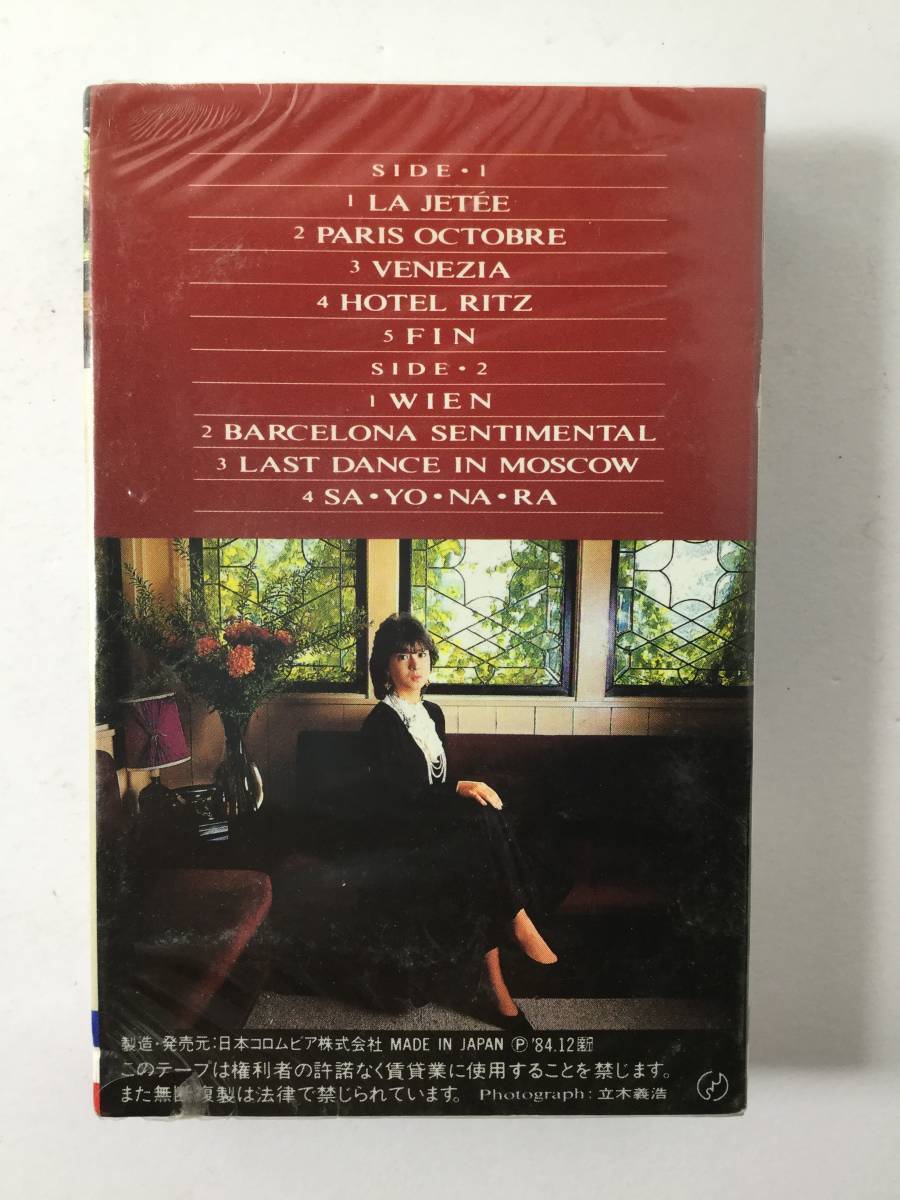 SIDE・1
1 LA JETÉE
2 PARIS OCTOBRE
3 VENEZIA
4 HOTEL RITZ
5 FIN
SIDE・2
1 WIEN
2 BARCELONA SENTIMENTAL
3 LAST DANCE IN MOSCOW
4 SA・YO・NA・RA
製造・発売元:日本コロムビア株式会社 MADE IN JAPAN Ⓟ'84.12
このテープは権利者の許諾なく賃貸業に使用することを禁じます。
また無断複製は法律で禁じられています。 Photograph:立木義浩